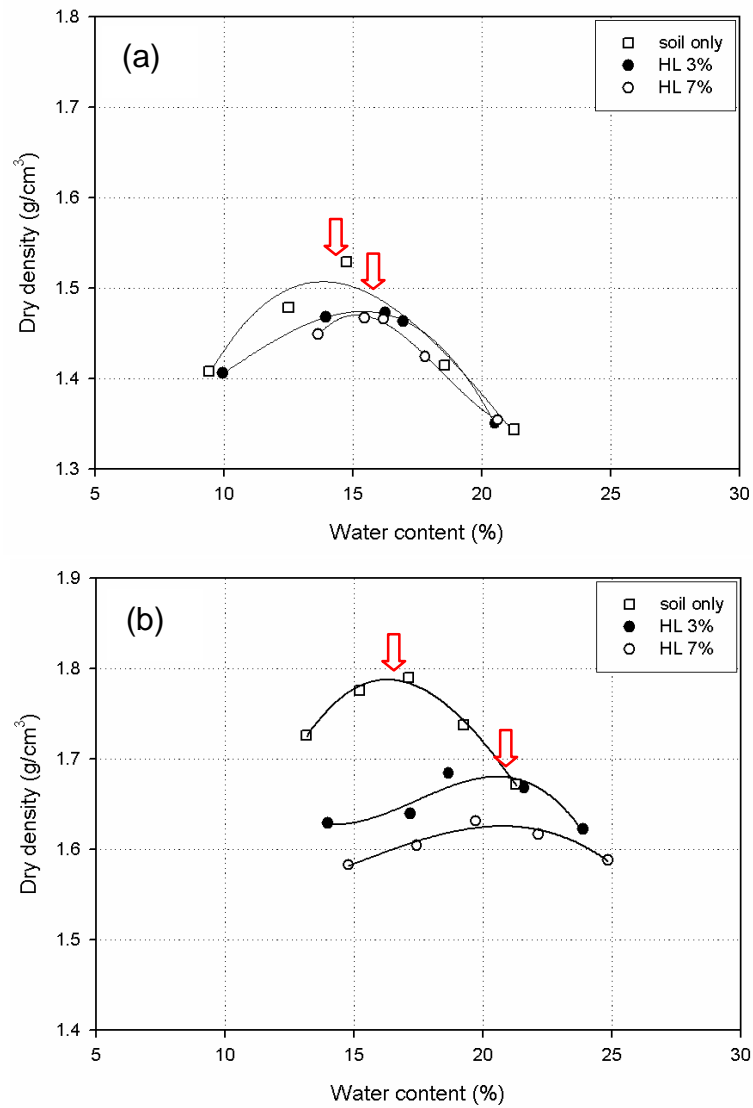 (a)
soil only
HL 3%
HL 7%
Dry density (g/cm³)
1.8
1.7
1.6
1.5
1.4
1.3
5
10
15
20
25
30
Water content (%)
(b)
soil only
HL 3%
HL 7%
Dry density (g/cm³)
1.9
1.8
1.7
1.6
1.5
1.4
5
10
15
20
25
30
Water content (%)